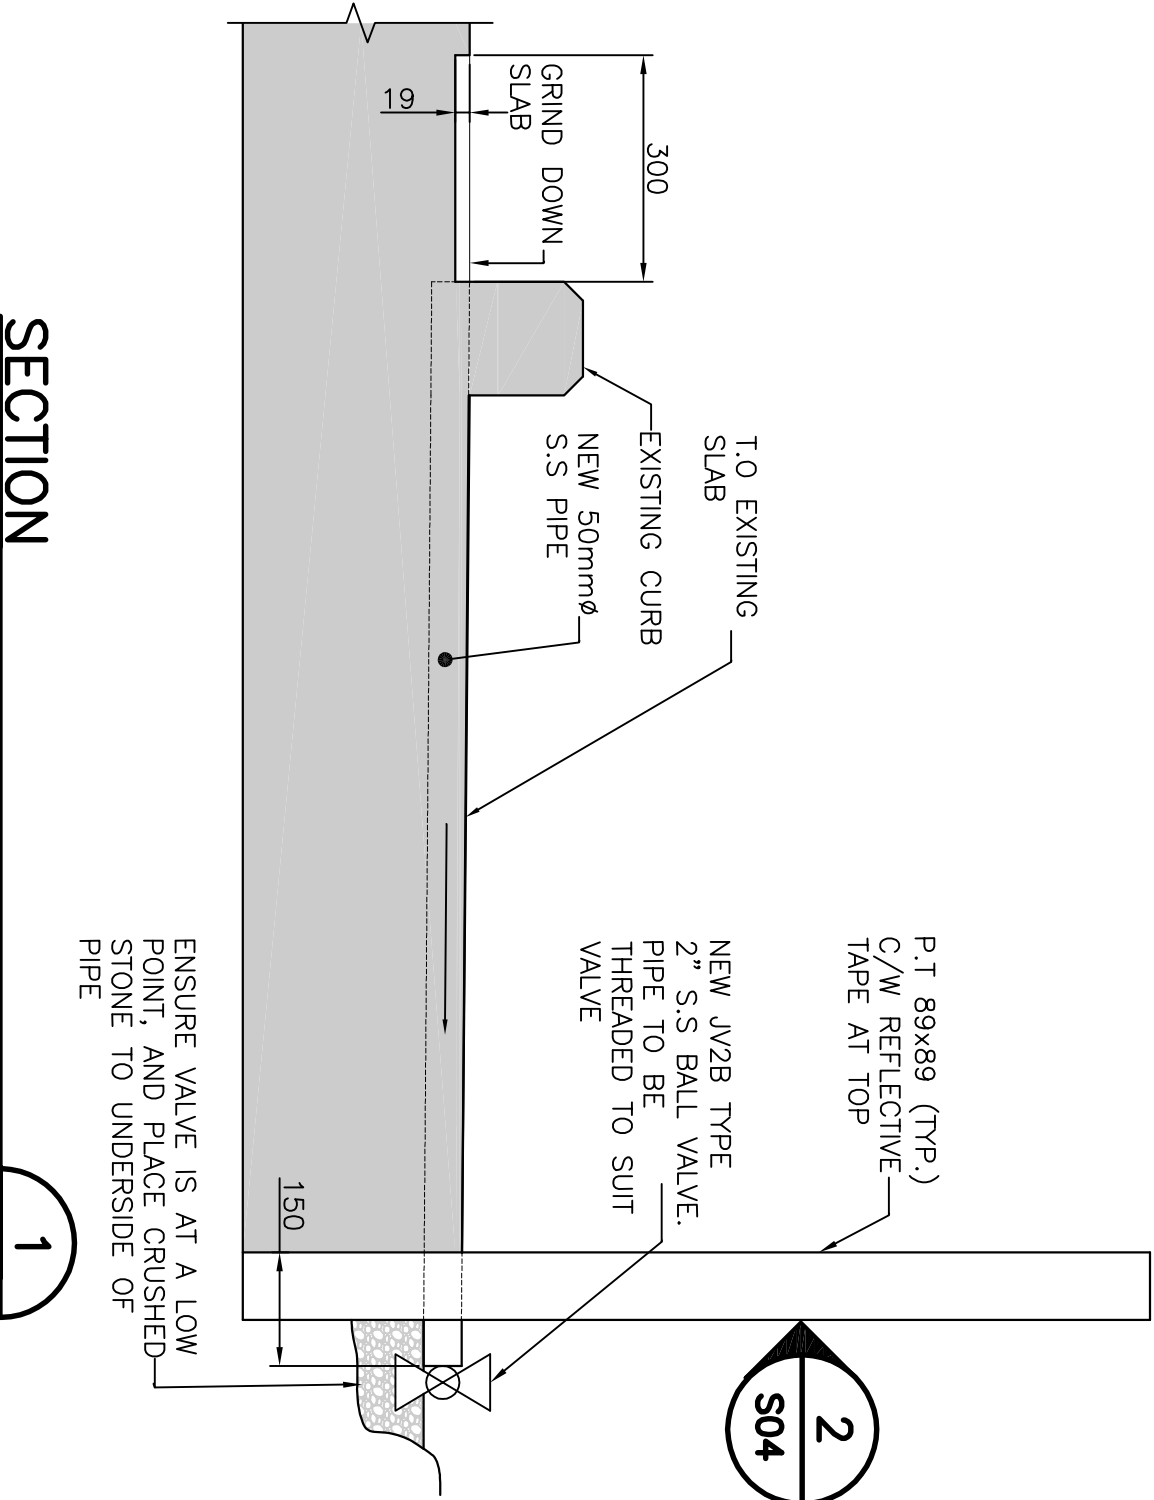 300
GRIND DOWN
SLAB
19
T.O EXISTING
SLAB
EXISTING CURB
NEW 50mmØ
S.S PIPE
P.T 89x89 (TYP.)
C/W REFLECTIVE
TAPE AT TOP
NEW JV2B TYPE
2" S.S BALL VALVE.
PIPE TO BE
THREADED TO SUIT
VALVE
2
S04
150
ENSURE VALVE IS AT A LOW
POINT, AND PLACE CRUSHED
STONE TO UNDERSIDE OF
PIPE
SECTION
1